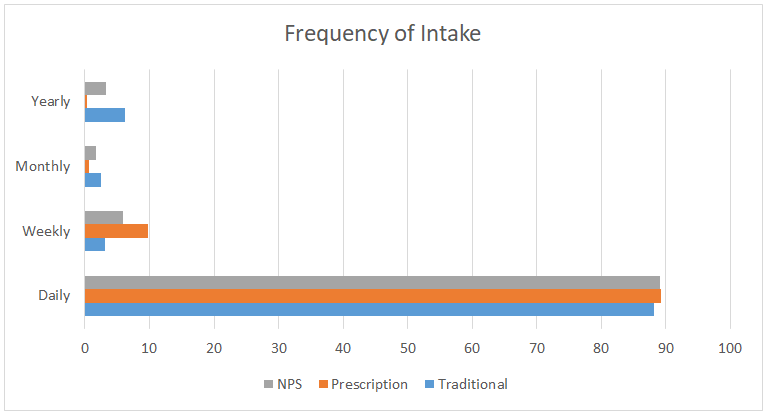 Frequency of Intake
Yearly
Monthly
Weekly
Daily
0 10 20 30 40 50 60 70 80 90 100
NPS Prescription Traditional